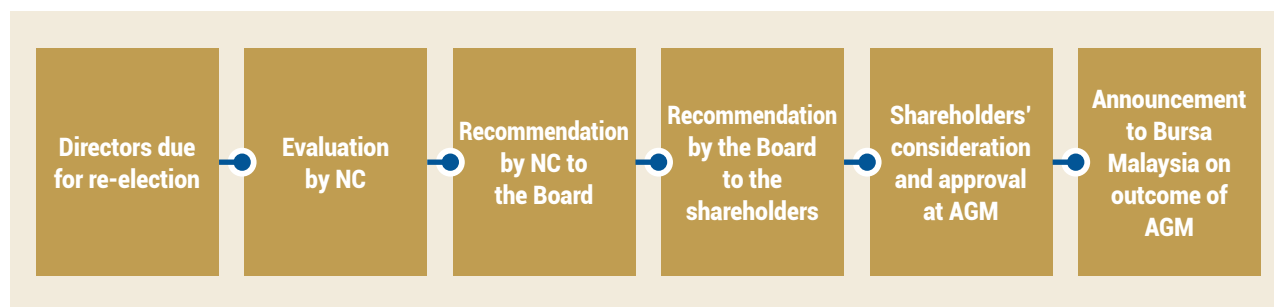 Directors due
for re-election
Evaluation
by NC
Recommendation
by NC to
the Board
Recommendation
by the Board
to the
shareholders
Shareholders’
consideration
and approval
at AGM
Announcement
to Bursa
Malaysia on
outcome of
AGM